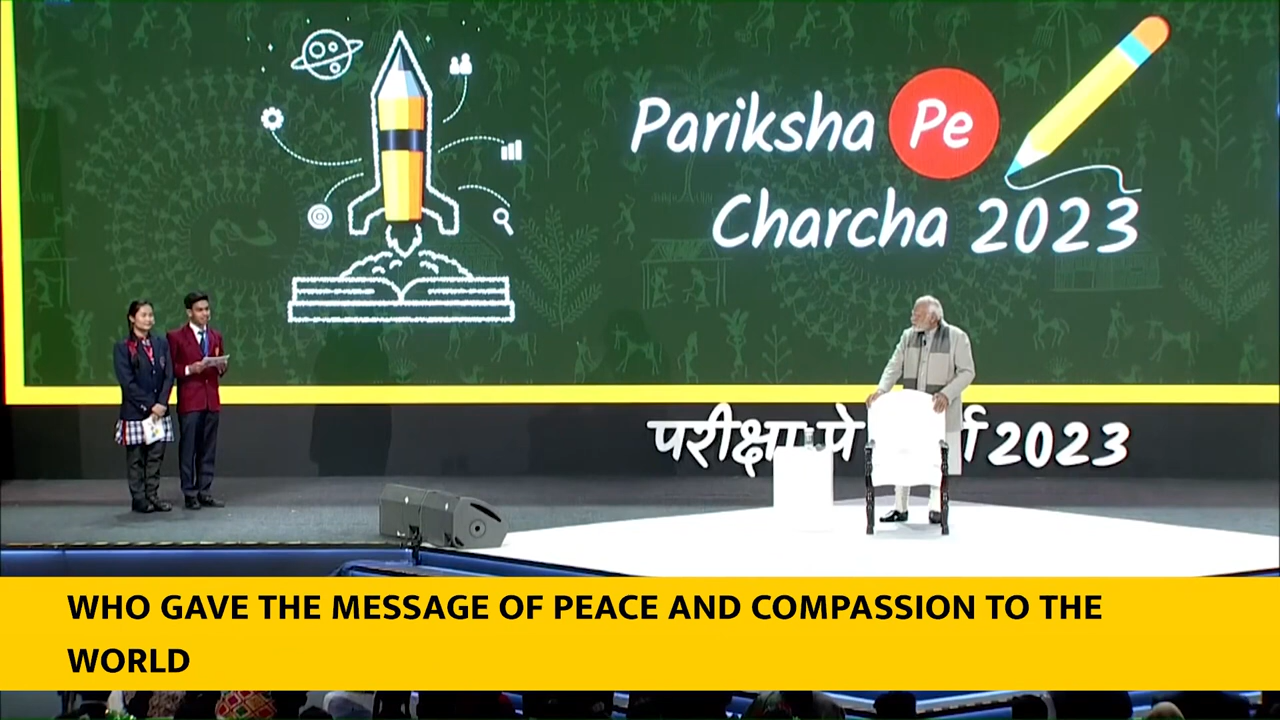 Pariksha Pe
Charcha 2023
परीक्षा पे 2023
WHO GAVE THE MESSAGE OF PEACE AND COMPASSION TO THE
WORLD